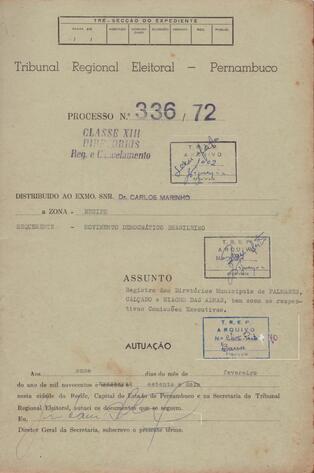 TRE-SECÇÃO DO EXPEDIENTE
Tribunal Regional Eleitoral — Pernambuco
PROCESSO N.º 336 / 72
CLASSE XIII
DIRETÓRIOS
Reg. e Cancelamento
T. R. E. P.
ARQUIVO
DISTRIBUIDO AO EXMO. SNR. Dr. CARLOS MARINHO
a ZONA - RECIFE
REQUERENTE - MOVIMENTO DEMOCRÁTICO BRASILEIRO
T. R. E. P.
ARQUIVO
ASSUNTO
Registro dos Diretórios Municipais de PALMARES,
CALÇADO e RIACHO DAS ALMAS, bem como as respec-
tivas Comissões Executivas.
T. R. E. P.
ARQUIVO
AUTUAÇÃO
Aos onze dias do mês de fevereiro
do ano de mil novecentos e setenta e dois
nesta cidade do Recife, Capital do Estado de Pernambuco e na Secretaria do Tribunal
Regional Eleitoral, autuei os documentos que se seguem.
Eu,
Diretor Geral da Secretaria, subscrevo o presente têrmo.